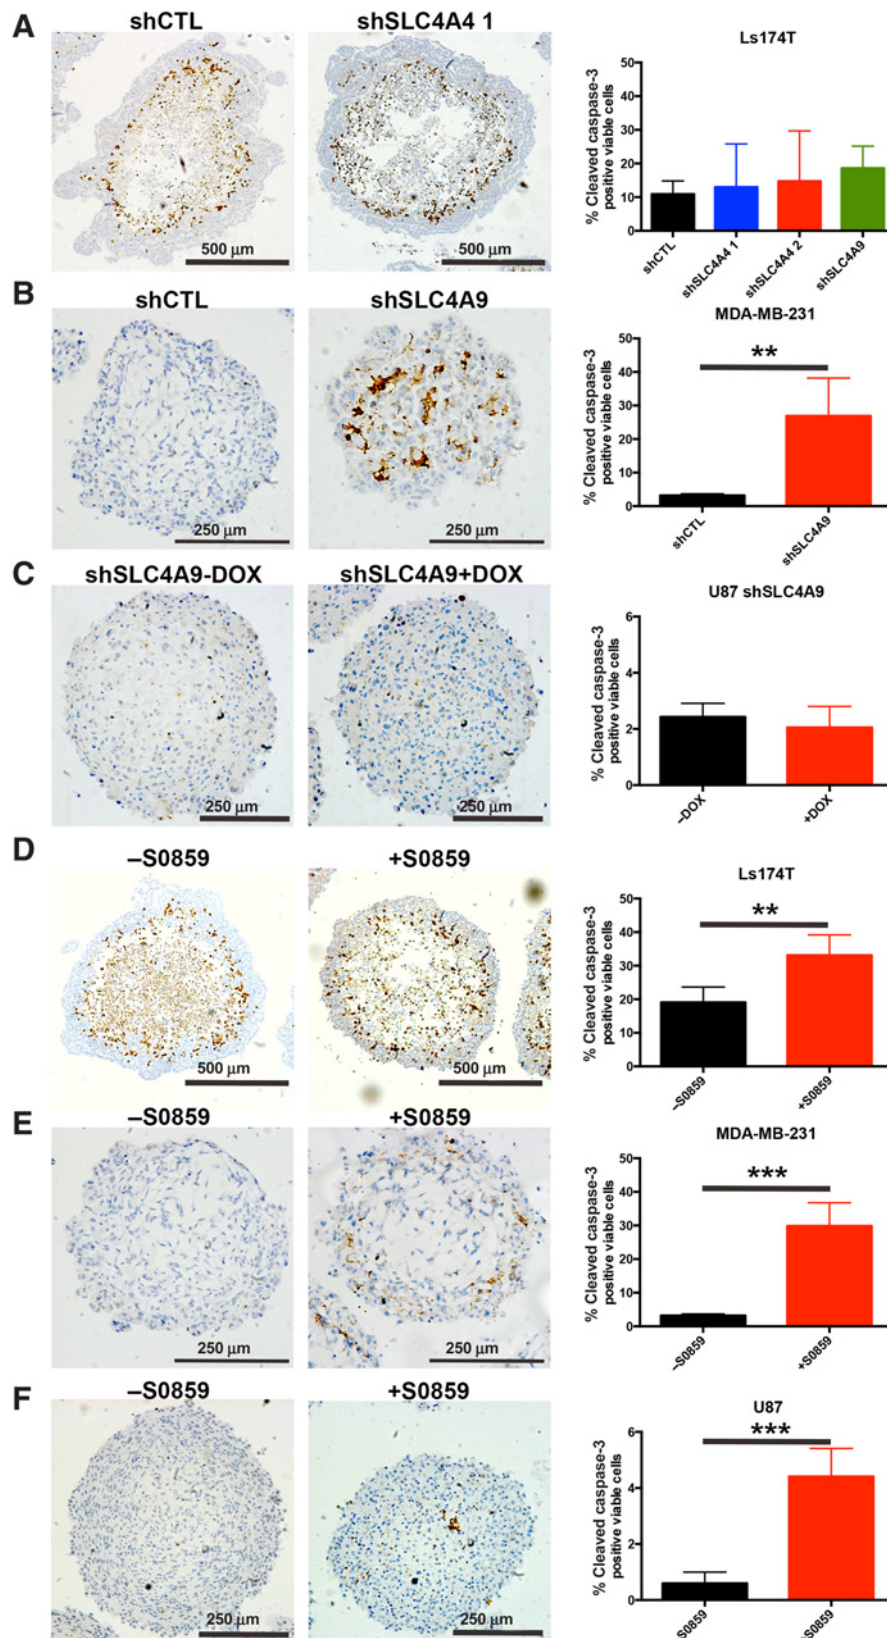 A
shCTL
shSLC4A4 1
500 µm
500 µm
Ls174T
% Cleaved caspase-3
positive viable cells
50
40
30
20
10
0
shCTL
shSLC4A4 1
shSLC4A4 2
shSLC4A9
B
shCTL
shSLC4A9
250 µm
250 µm
MDA-MB-231
**
% Cleaved caspase-3
positive viable cells
50
40
30
20
10
0
shCTL
shSLC4A9
C
shSLC4A9-DOX
shSLC4A9+DOX
250 µm
250 µm
U87 shSLC4A9
% Cleaved caspase-3
positive viable cells
6
4
2
0
–DOX
+DOX
D
–S0859
+S0859
500 µm
500 µm
Ls174T
**
% Cleaved caspase-3
positive viable cells
50
40
30
20
10
0
–S0859
+S0859
E
–S0859
+S0859
250 µm
250 µm
MDA-MB-231
***
% Cleaved caspase-3
positive viable cells
50
40
30
20
10
0
–S0859
+S0859
F
–S0859
+S0859
250 µm
250 µm
U87
***
% Cleaved caspase-3
positive viable cells
6
4
2
0
S0859
–S0859